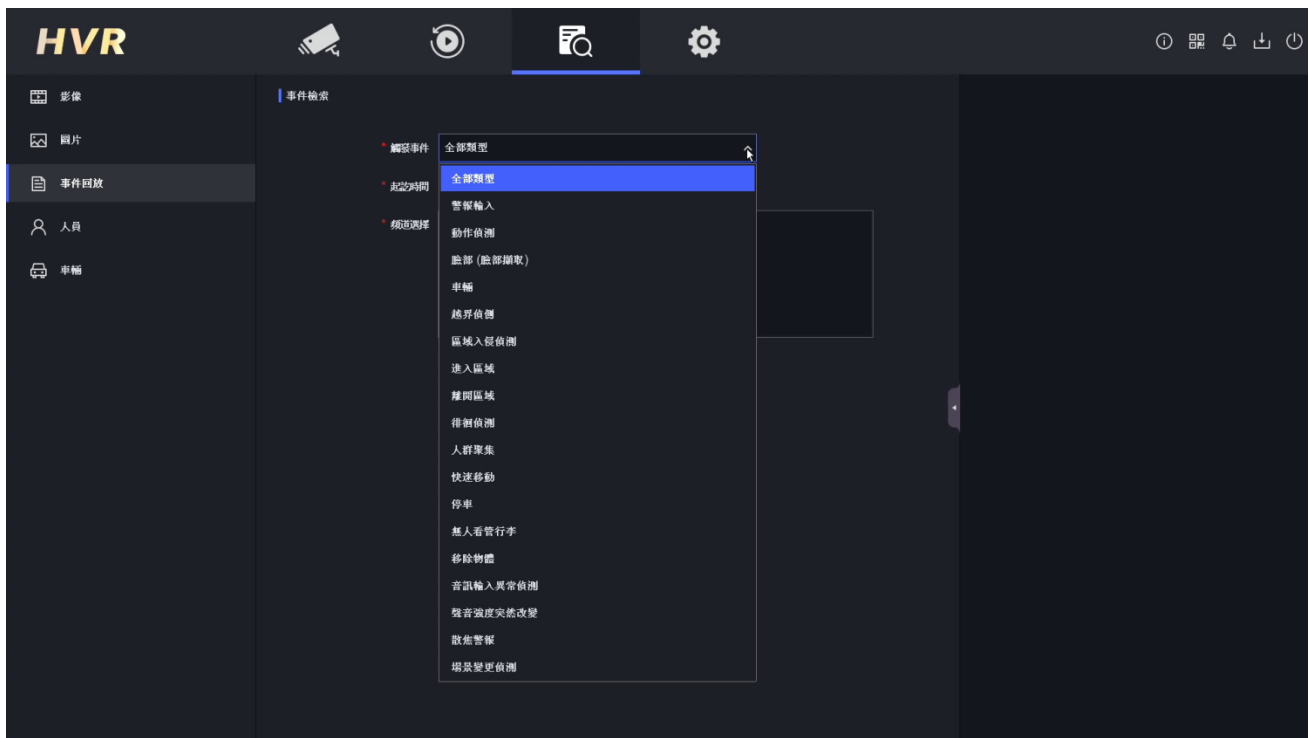 HVR
影像
圖片
事件回放
人員
車輛
事件檢索
* 觸發事件
全部類型
* 起訖時間
* 頻道選擇
全部類型
警報輸入
動作偵測
臉部 (臉部擷取)
車輛
越界偵側
區域入侵偵測
進入區域
離開區域
徘徊偵測
人群聚集
快速移動
停車
無人看管行李
移除物體
音訊輸入異常偵測
聲音強度突然改變
散焦警報
場景變更偵測